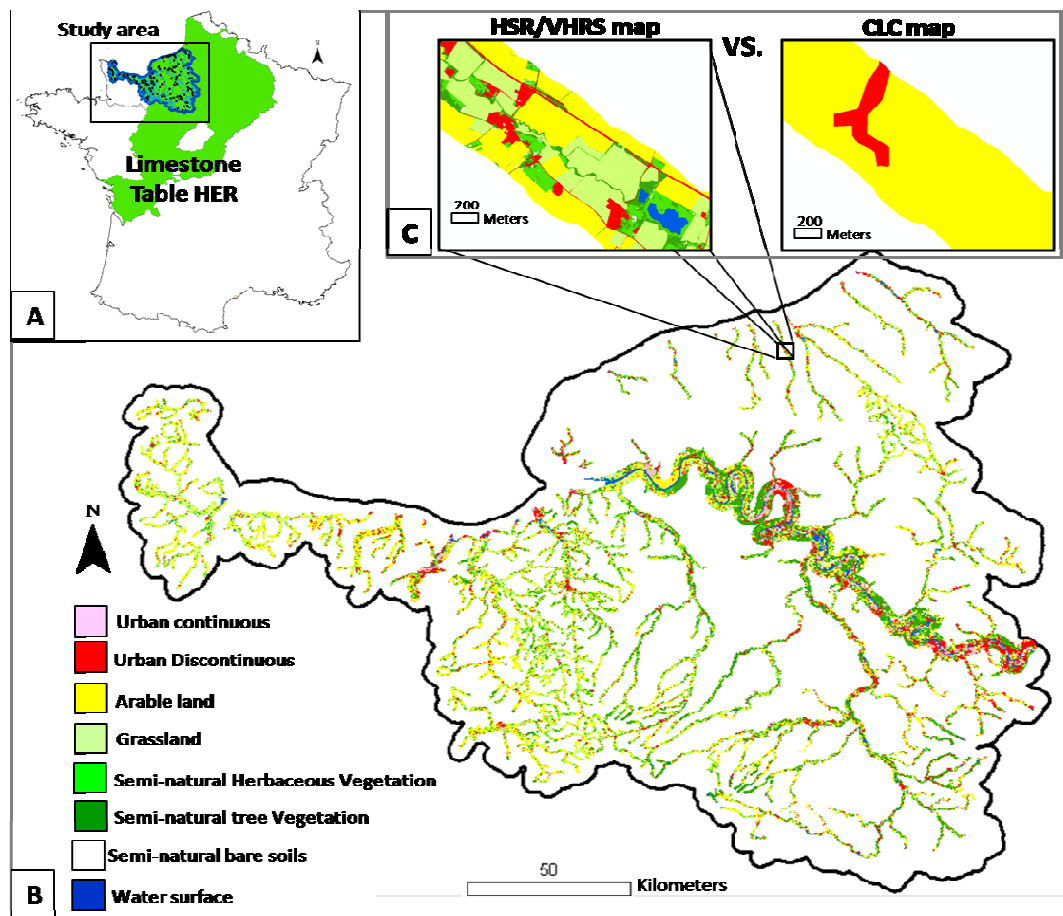 Study area
N
Limestone
Table HER
A
HSR/VHRS map
VS.
CLC map
200
Meters
C
200
Meters
N
Urban continuous
Urban Discontinuous
Arable land
Grassland
Semi-natural Herbaceous Vegetation
Semi-natural tree Vegetation
Semi-natural bare soils
Water surface
B
50
Kilometers